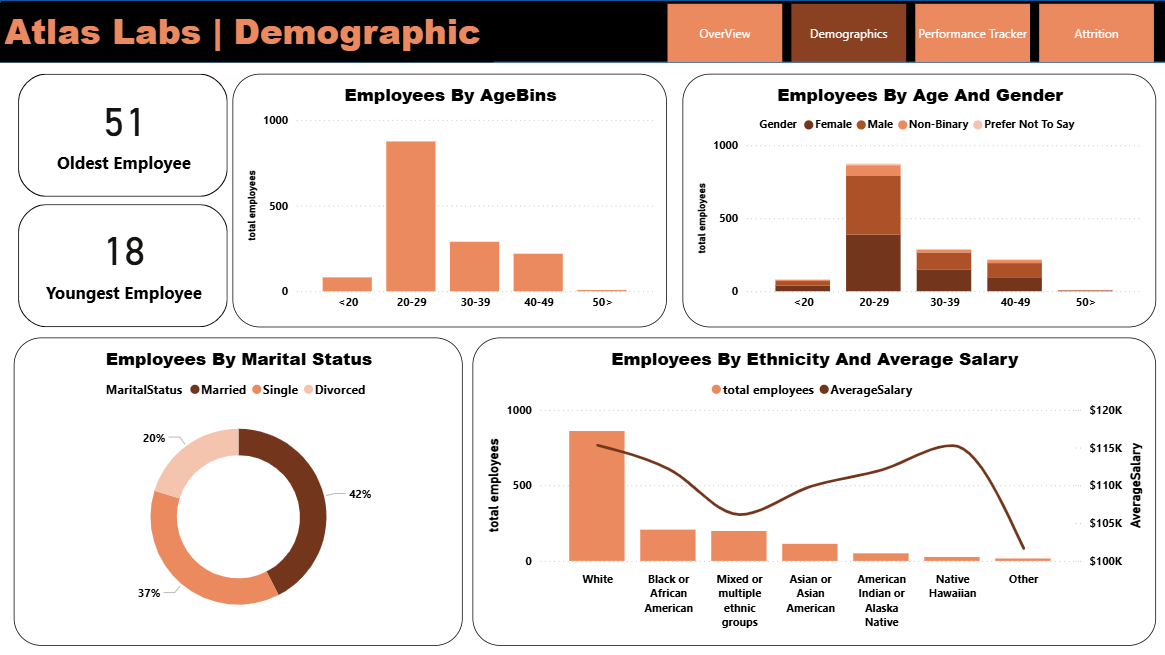 Atlas Labs | Demographic
OverView
Demographics
Performance Tracker
Attrition
51
Oldest Employee
18
Youngest Employee
Employees By AgeBins
total employees
1000
500
0
<20
20-29
30-39
40-49
50>
Employees By Age And Gender
Gender Female Male Non-Binary Prefer Not To Say
total employees
1000
500
0
<20
20-29
30-39
40-49
50>
Employees By Marital Status
MaritalStatus Married Single Divorced
20%
42%
37%
Employees By Ethnicity And Average Salary
total employees AverageSalary
total employees
1000
500
0
$120K
$115K
$110K
$105K
$100K
AverageSalary
White
Black or
African
American
Mixed or
multiple
ethnic
groups
Asian or
Asian
American
American
Indian or
Alaska
Native
Native
Hawaiian
Other